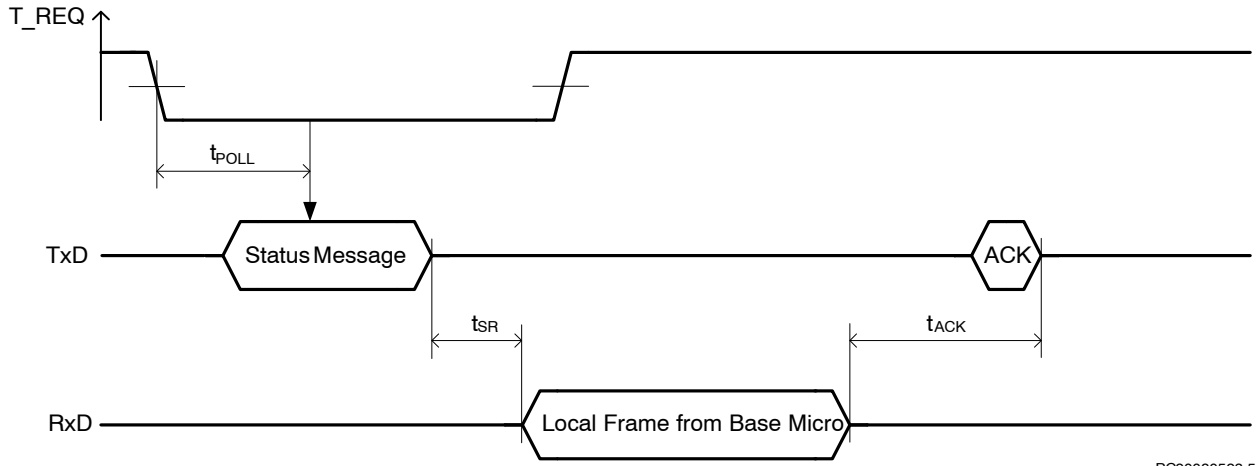 T_REQ
tPOLL
TxD
Status Message
ACK
tSR
tACK
RxD
Local Frame from Base Micro